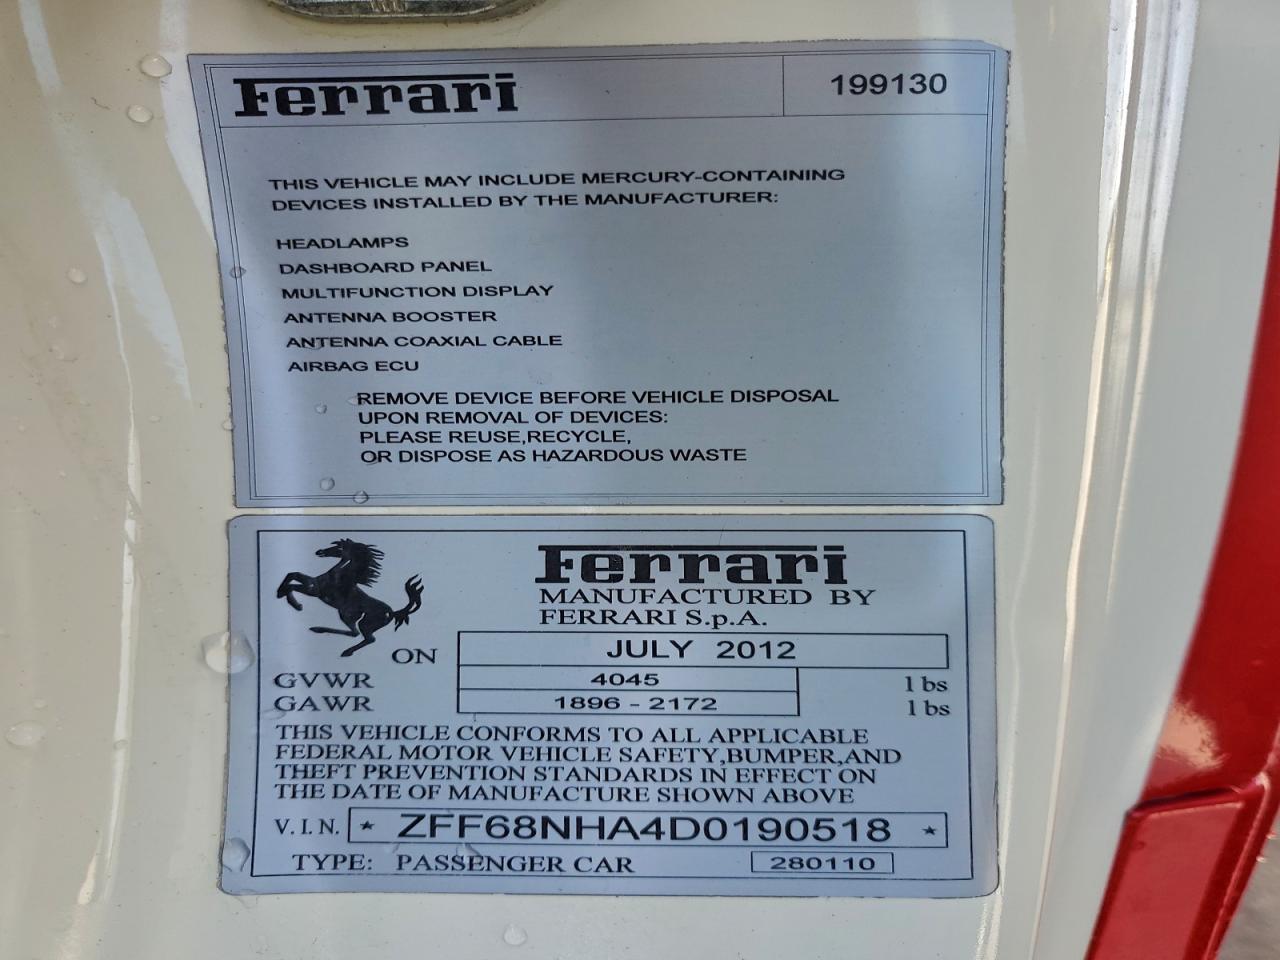 Ferrari 199130
THIS VEHICLE MAY INCLUDE MERCURY-CONTAINING
DEVICES INSTALLED BY THE MANUFACTURER:
HEADLAMPS
DASHBOARD PANEL
MULTIFUNCTION DISPLAY
ANTENNA BOOSTER
ANTENNA COAXIAL CABLE
AIRBAG ECU
REMOVE DEVICE BEFORE VEHICLE DISPOSAL
UPON REMOVAL OF DEVICES:
PLEASE REUSE,RECYCLE,
OR DISPOSE AS HAZARDOUS WASTE
Ferrari
MANUFACTURED BY
FERRARI S.p.A.
ON JULY 2012
GVWR 4045 lbs
GAWR 1896 - 2172 lbs
THIS VEHICLE CONFORMS TO ALL APPLICABLE
FEDERAL MOTOR VEHICLE SAFETY,BUMPER,AND
THEFT PREVENTION STANDARDS IN EFFECT ON
THE DATE OF MANUFACTURE SHOWN ABOVE
V.I.N. * ZFF68NHA4D0190518 *
TYPE: PASSENGER CAR 280110